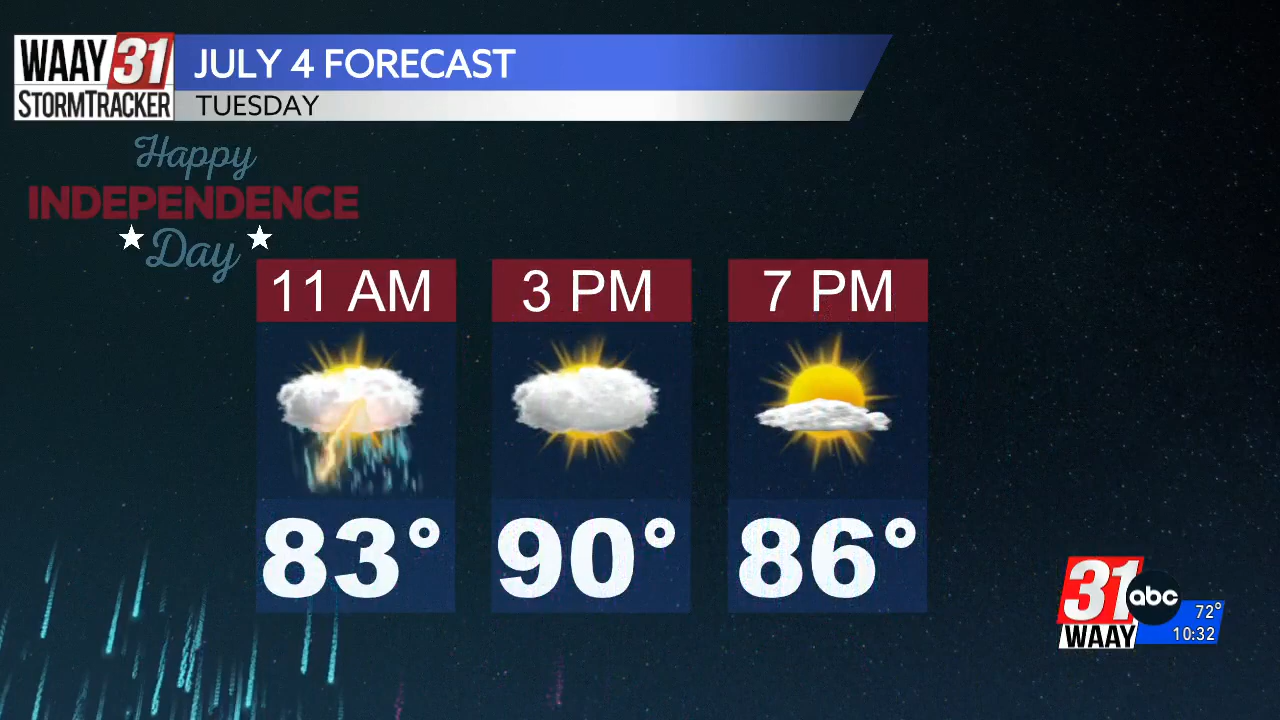 WAAY 31
STORMTRACKER
JULY 4 FORECAST
TUESDAY
Happy
INDEPENDENCE
Day
11 AM
3 PM
7 PM
83°
90°
86°
31
abc
WAAY
72°
10:32